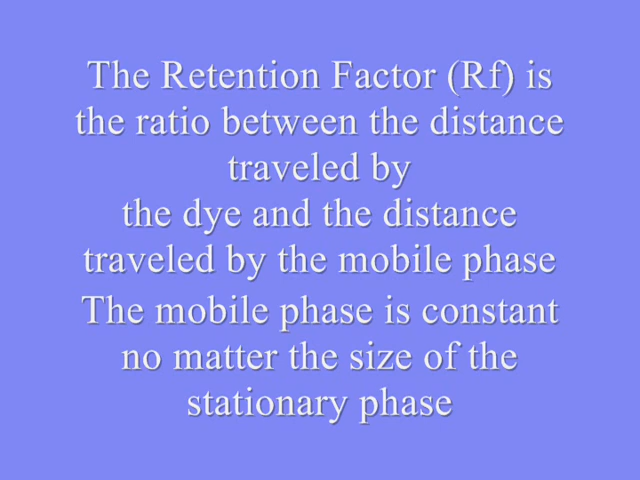 The Retention Factor (Rf) is
the ratio between the distance
traveled by
the dye and the distance
traveled by the mobile phase
The mobile phase is constant
no matter the size of the
stationary phase